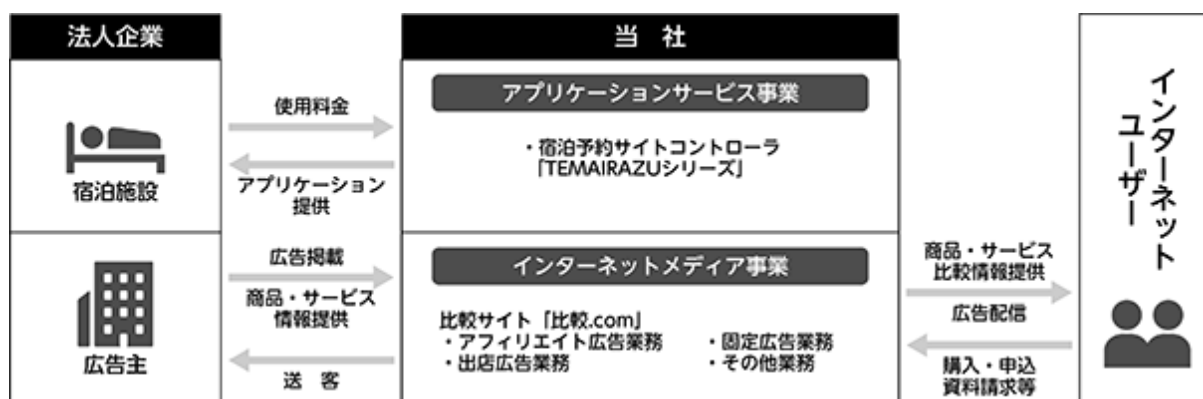 法人企業
宿泊施設
広告主
使用料金
アプリケーション
提供
広告掲載
商品・サービス
情報提供
送　客
当　社
アプリケーションサービス事業
・宿泊予約サイトコントローラ
「TEMAIRAZUシリーズ」
インターネットメディア事業
比較サイト「比較.com」
・アフィリエイト広告業務　・固定広告業務
・出店広告業務　・その他業務
商品・サービス
比較情報提供
広告配信
購入・申込
資料請求等
インターネット
ユーザー